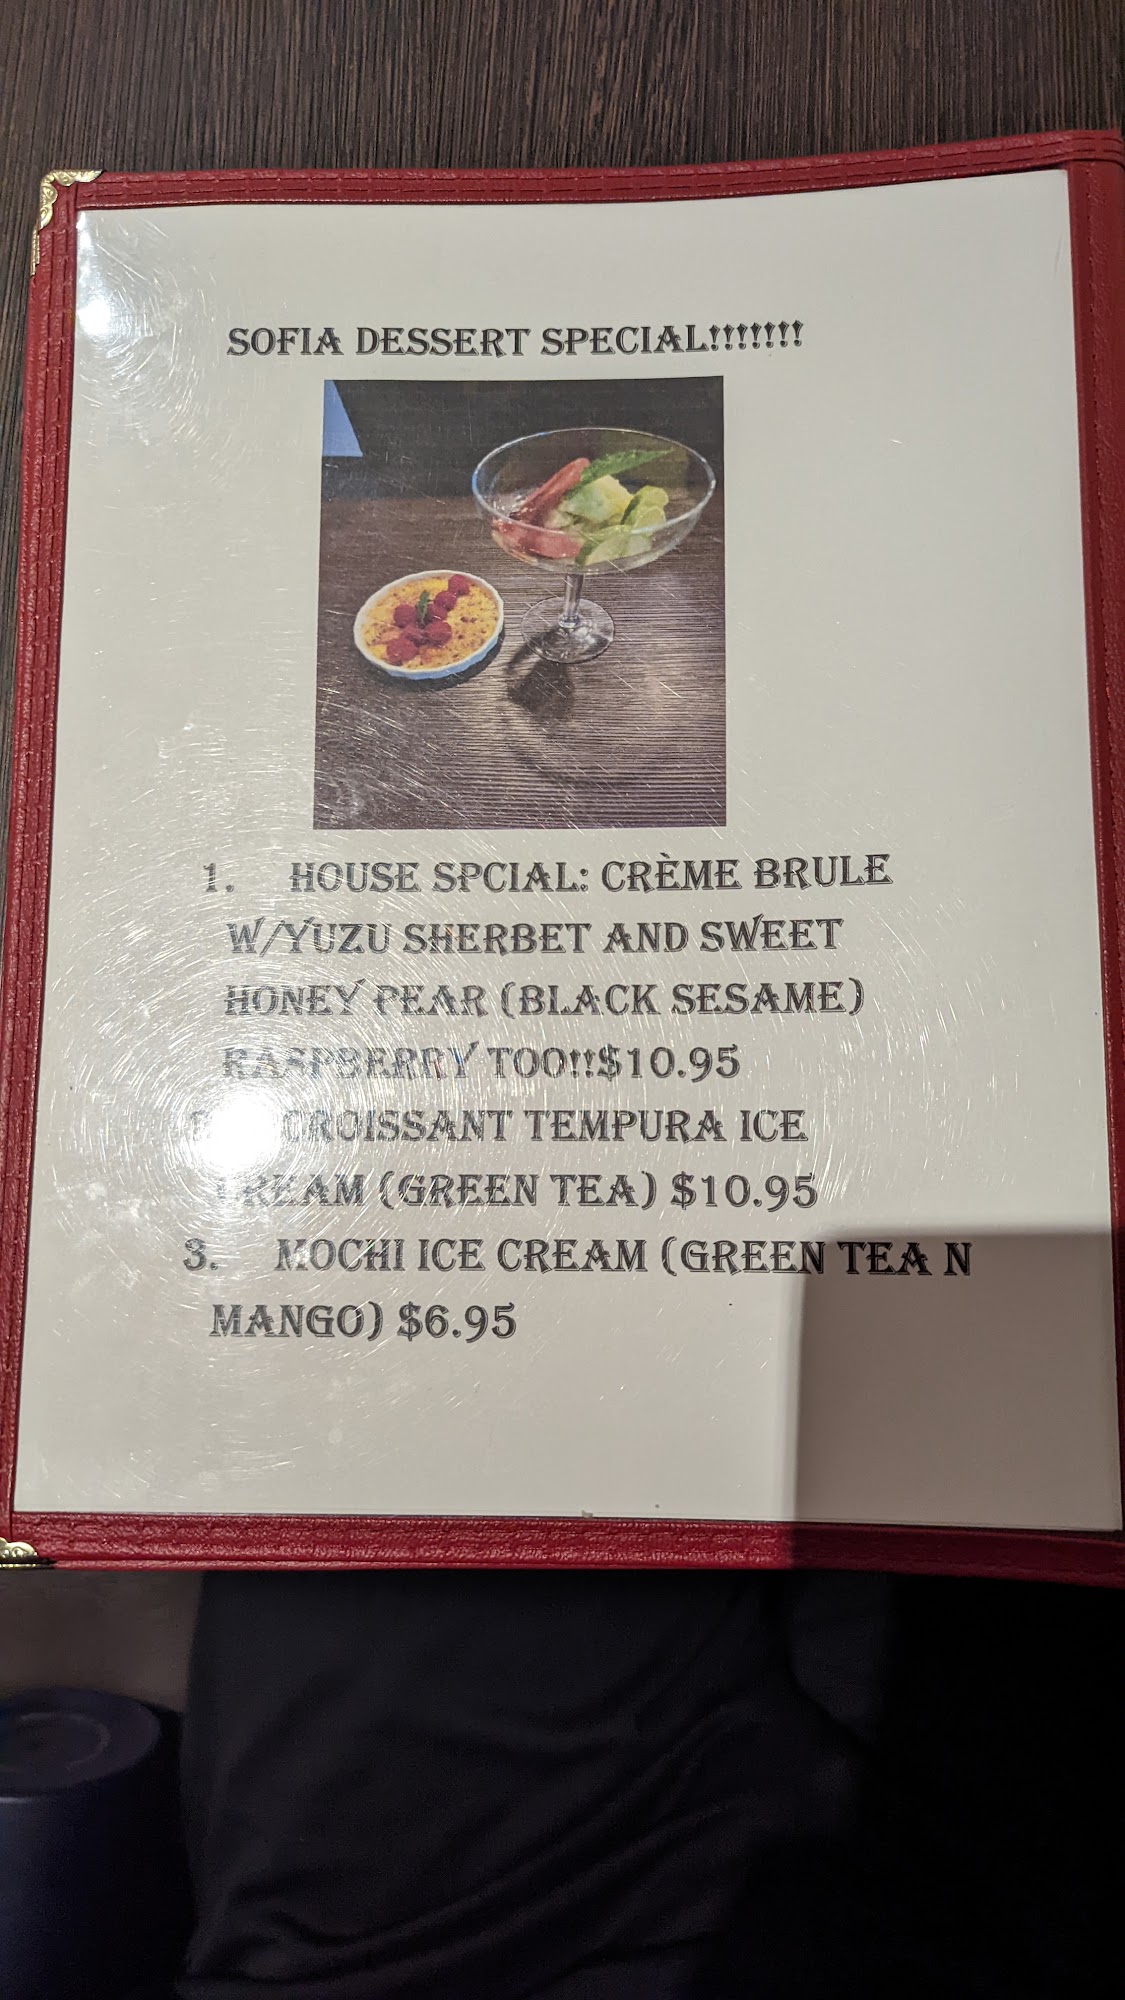 SOFIA DESSERT SPECIAL!!!!!!!
1. HOUSE SPCIAL: CRÈME BRULE
W/YUZU SHERBET AND SWEET
HONEY PEAR (BLACK SESAME)
RASPBERRY TOO!!$10.95
CROISSANT TEMPURA ICE
CREAM (GREEN TEA) $10.95
3. MOCHI ICE CREAM (GREEN TEA N
MANGO) $6.95